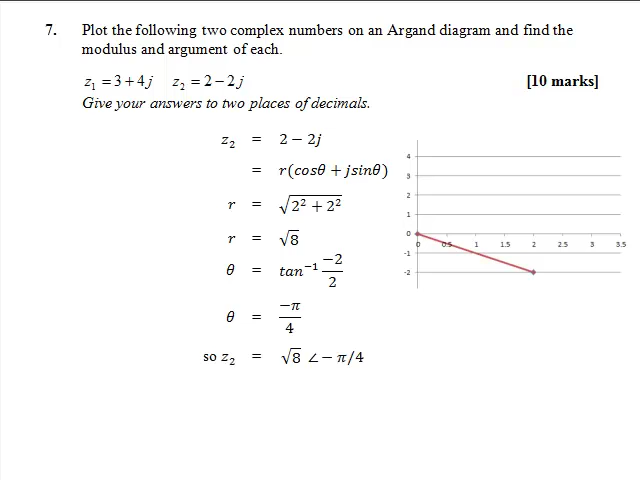 7. Plot the following two complex numbers on an Argand diagram and find the
modulus and argument of each.
z₁ = 3 + 4j z₂ = 2 − 2j [10 marks]
Give your answers to two places of decimals.
z₂ = 2 − 2j
= r(cosθ + jsinθ)
r = √(2² + 2²)
r = √8
θ = tan⁻¹ −2/2
θ = −π/4
so z₂ = √8 ∠ − π/4
4
3
2
1
0
0 0.5 1 1.5 2 2.5 3 3.5
-1
-2